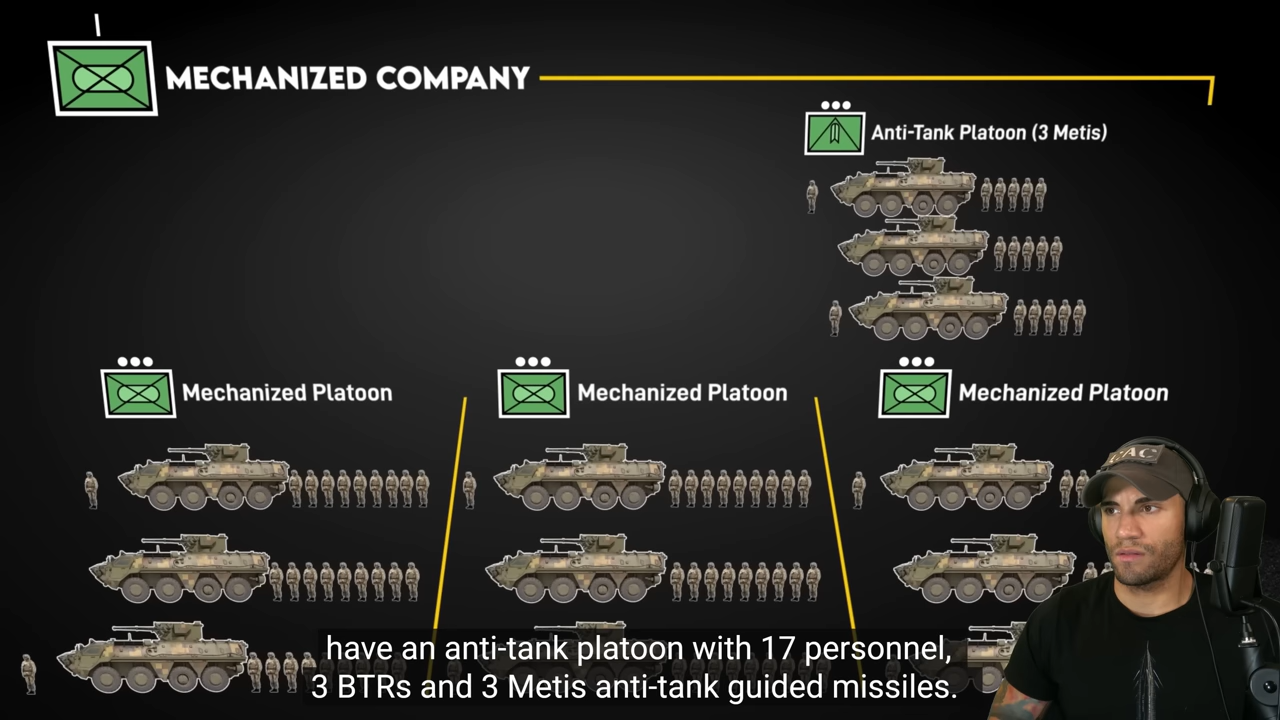 MECHANIZED COMPANY
Anti-Tank Platoon (3 Metis)
Mechanized Platoon
Mechanized Platoon
Mechanized Platoon
have an anti-tank platoon with 17 personnel,
3 BTRs and 3 Metis anti-tank guided missiles.